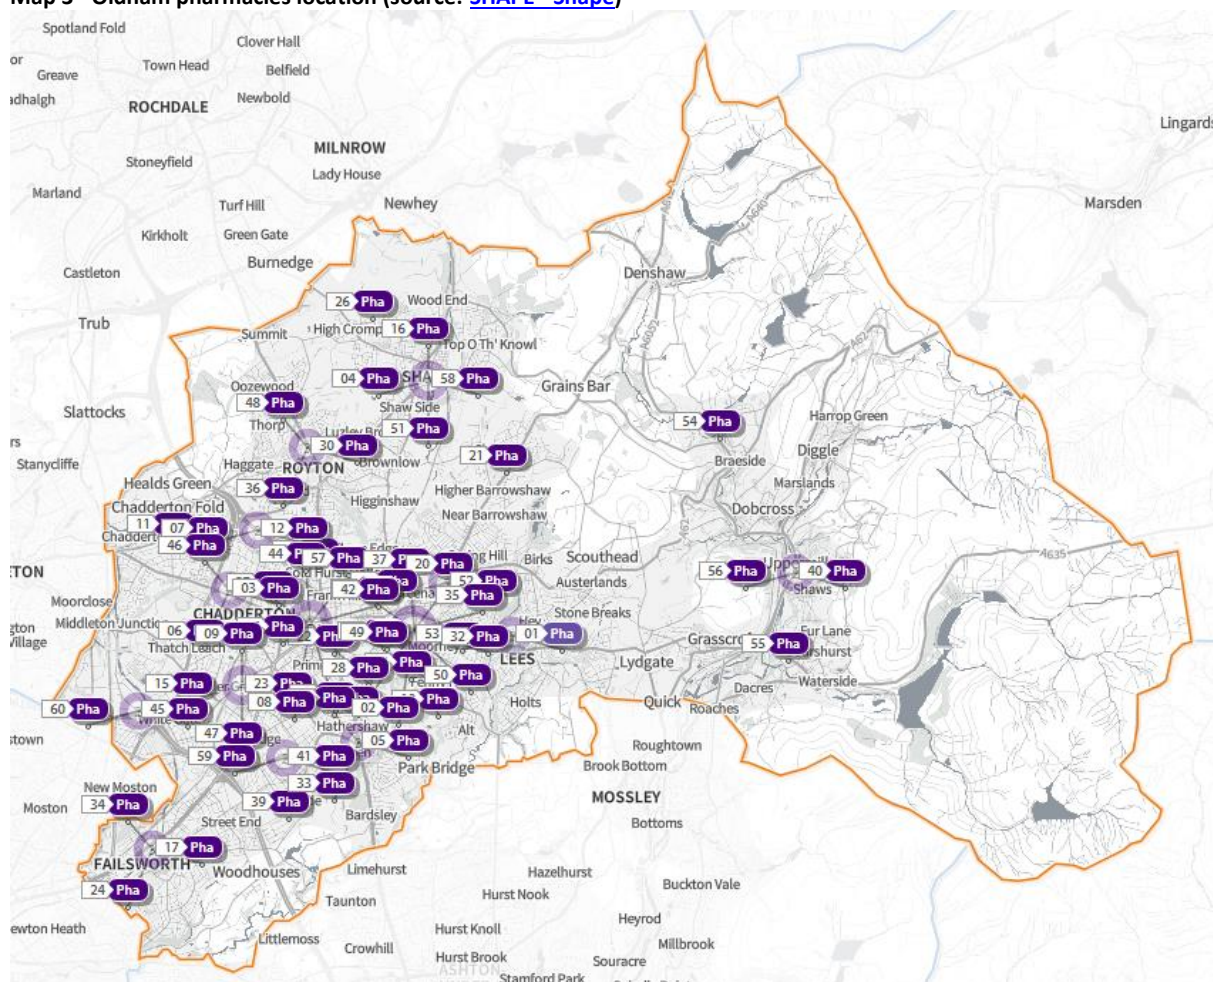 Map 3 - Oldham pharmacies location (source: SHAPE - Shape)
Spotland Fold
Clover Hall
Town Head
Belfield
Greave
Newbold
ROCHDALE
Lingards
MILNROW
Stoneyfield
Lady House
Marland
Turf Hill
Newhey
Marsden
Kirkholt
Green Gate
Burnedge
Castleton
Denshaw
A640
26 Pha
Wood End
Trub
Summit
High Cromp
16 Pha
Top O Th' Knowl
A6052
A62
04 Pha
SHA
58 Pha
Oozewood
Grains Bar
48 Pha
Shaw Side
Slattocks
Thorp
51 Pha
54 Pha
Harrop Green
30 Pha
Brownlow
21 Pha
Diggle
Stanycliffe
Haggate
ROYTON
Braeside
Healds Green
36 Pha
Higginshaw
Higher Barrowshaw
Marslands
Chadderton Fold
Near Barrowshaw
Dobcross
11
07 Pha
12 Pha
46 Pha
44
57 Pha
37
20 Pha
Birks
Scouthead
A635
56 Pha
40 Pha
03 Pha
42 Pha
52 Pha
Austerlands
35 Pha
Shaws
Moorclose
CHADDERTON
Stone Breaks
Middleton Junctio
06
09 Pha
Pha
49 Pha
53
32 Pha
01 Pha
Fur Lane
Thatch Leach
LEES
Grasscro
55 Pha
Lydgate
28 Pha
Pha
50 Pha
Waterside
15 Pha
23
Dacres
60 Pha
45 Pha
08 Pha
Pha
02 Pha
Pha
Holts
Quick
Roaches
47 Pha
Hathershaw
Alt
05 Pha
59 Pha
41 Pha
Roughtown
Park Bridge
Brook Bottom
33 Pha
New Moston
MOSSLEY
Moston
34 Pha
39 Pha
Street End
Bardsley
Bottoms
17 Pha
FAILSWORTH
Woodhouses
Limehurst
Hazelhurst
24 Pha
Hurst Nook
Buckton Vale
Taunton
ewton Heath
Hurst Knoll
Heyrod
Littlemoss
Crowhill
Millbrook
Hurst Brook
Souracre
ASHTON
Stamford Park